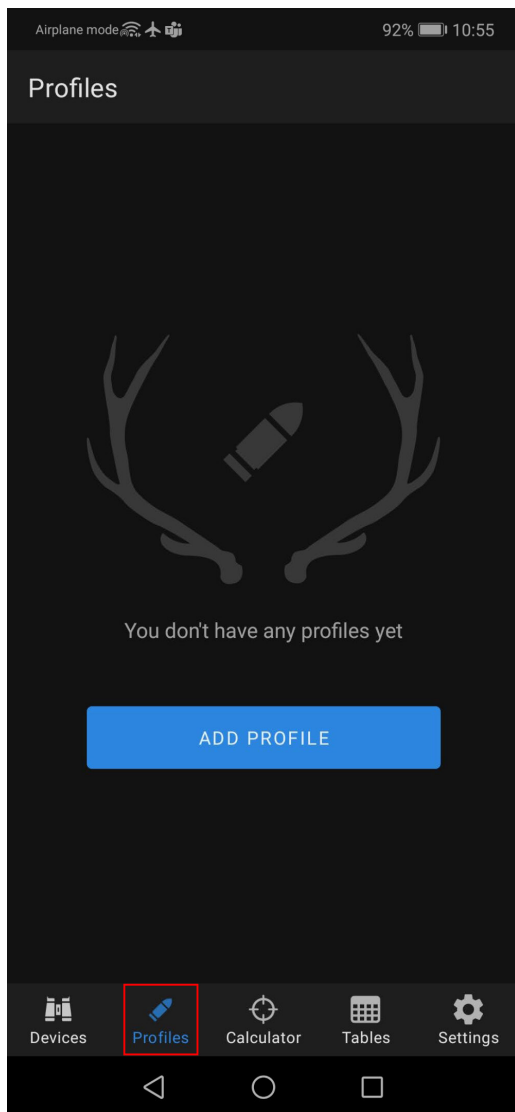 Airplane mode 92% 10:55
Profiles
You don't have any profiles yet
ADD PROFILE
Devices Profiles Calculator Tables Settings